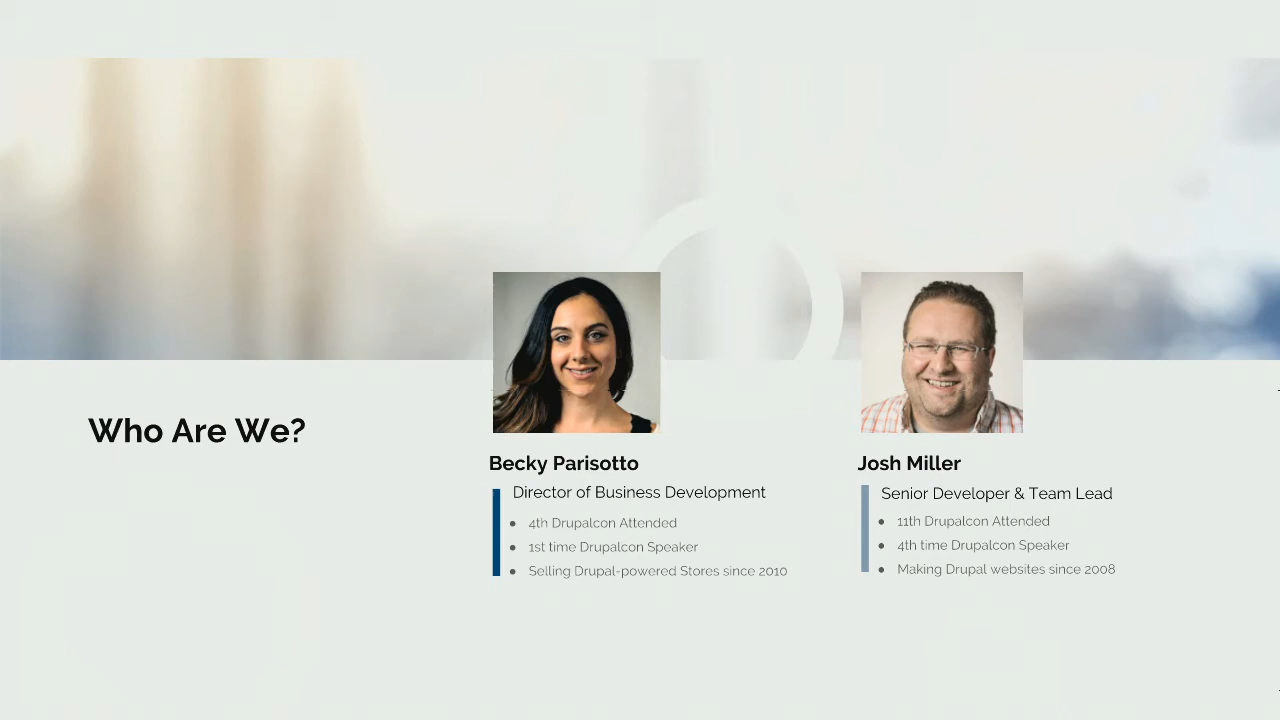 Who Are We?
Becky Parisotto
Director of Business Development
● 4th Drupalcon Attended
● 1st time Drupalcon Speaker
● Selling Drupal-powered Stores since 2010
Josh Miller
Senior Developer & Team Lead
● 11th Drupalcon Attended
● 4th time Drupalcon Speaker
● Making Drupal websites since 2008